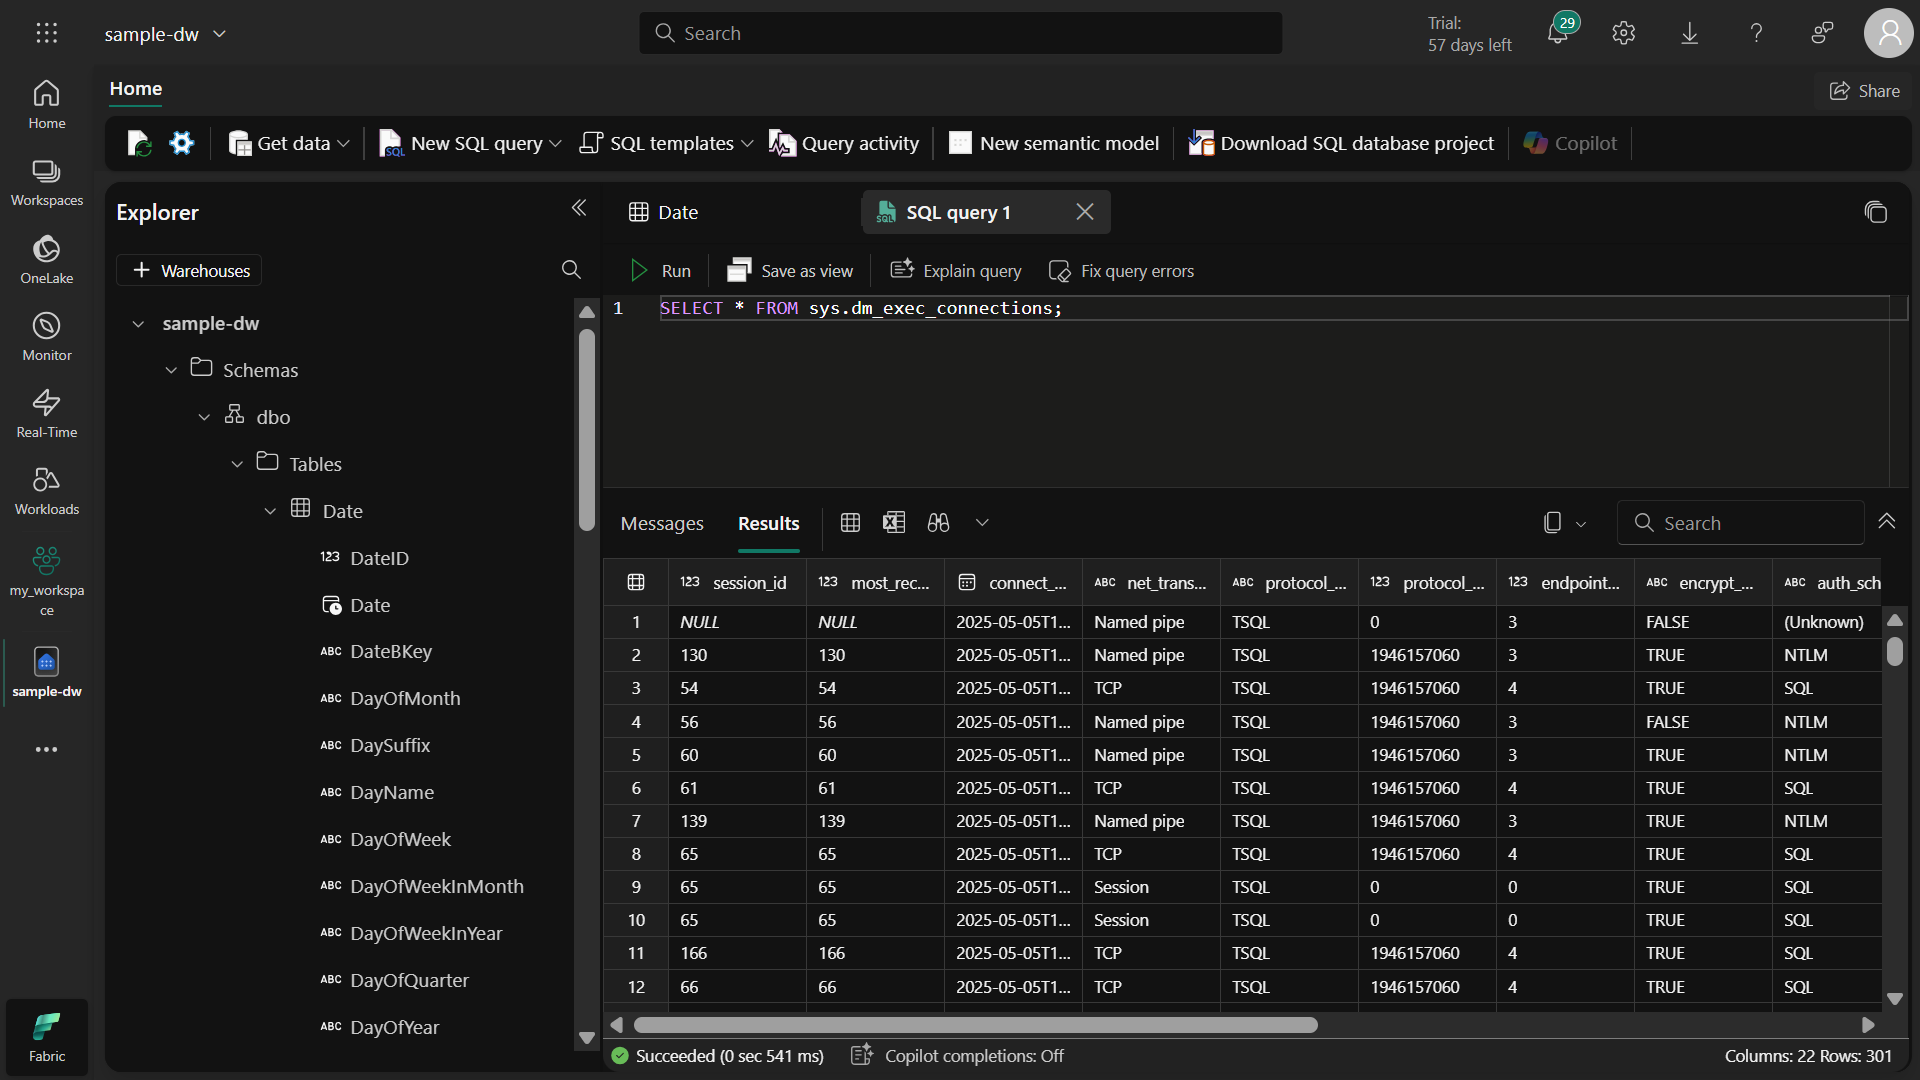 sample-dw
Search
Trial:
57 days left
29
Home
Share
Get data
New SQL query
SQL templates
Query activity
New semantic model
Download SQL database project
Copilot
Home
Workspaces
OneLake
Monitor
Real-Time
Workloads
my_workspa
ce
sample-dw
Fabric
Explorer
Warehouses
sample-dw
Schemas
dbo
Tables
Date
123 DateID
Date
ABC DateBKey
ABC DayOfMonth
ABC DaySuffix
ABC DayName
ABC DayOfWeek
ABC DayOfWeekInMonth
ABC DayOfWeekInYear
ABC DayOfQuarter
ABC DayOfYear
Date
SQL query 1
Run
Save as view
Explain query
Fix query errors
1 SELECT * FROM sys.dm_exec_connections;
Messages
Results
Search
123 session_id 123 most_rec... connect_... ABC net_trans... ABC protocol_... 123 protocol_... 123 endpoint... ABC encrypt_... ABC auth_sch
1 NULL NULL 2025-05-05T1... Named pipe TSQL 0 3 FALSE (Unknown)
2 130 130 2025-05-05T1... Named pipe TSQL 1946157060 3 TRUE NTLM
3 54 54 2025-05-05T1... TCP TSQL 1946157060 4 TRUE SQL
4 56 56 2025-05-05T1... Named pipe TSQL 1946157060 3 FALSE NTLM
5 60 60 2025-05-05T1... Named pipe TSQL 1946157060 3 TRUE NTLM
6 61 61 2025-05-05T1... TCP TSQL 1946157060 4 TRUE SQL
7 139 139 2025-05-05T1... Named pipe TSQL 1946157060 3 TRUE NTLM
8 65 65 2025-05-05T1... TCP TSQL 1946157060 4 TRUE SQL
9 65 65 2025-05-05T1... Session TSQL 0 0 TRUE SQL
10 65 65 2025-05-05T1... Session TSQL 0 0 TRUE SQL
11 166 166 2025-05-05T1... TCP TSQL 1946157060 4 TRUE SQL
12 66 66 2025-05-05T1... TCP TSQL 1946157060 4 TRUE SQL
Succeeded (0 sec 541 ms)
Copilot completions: Off
Columns: 22 Rows: 301